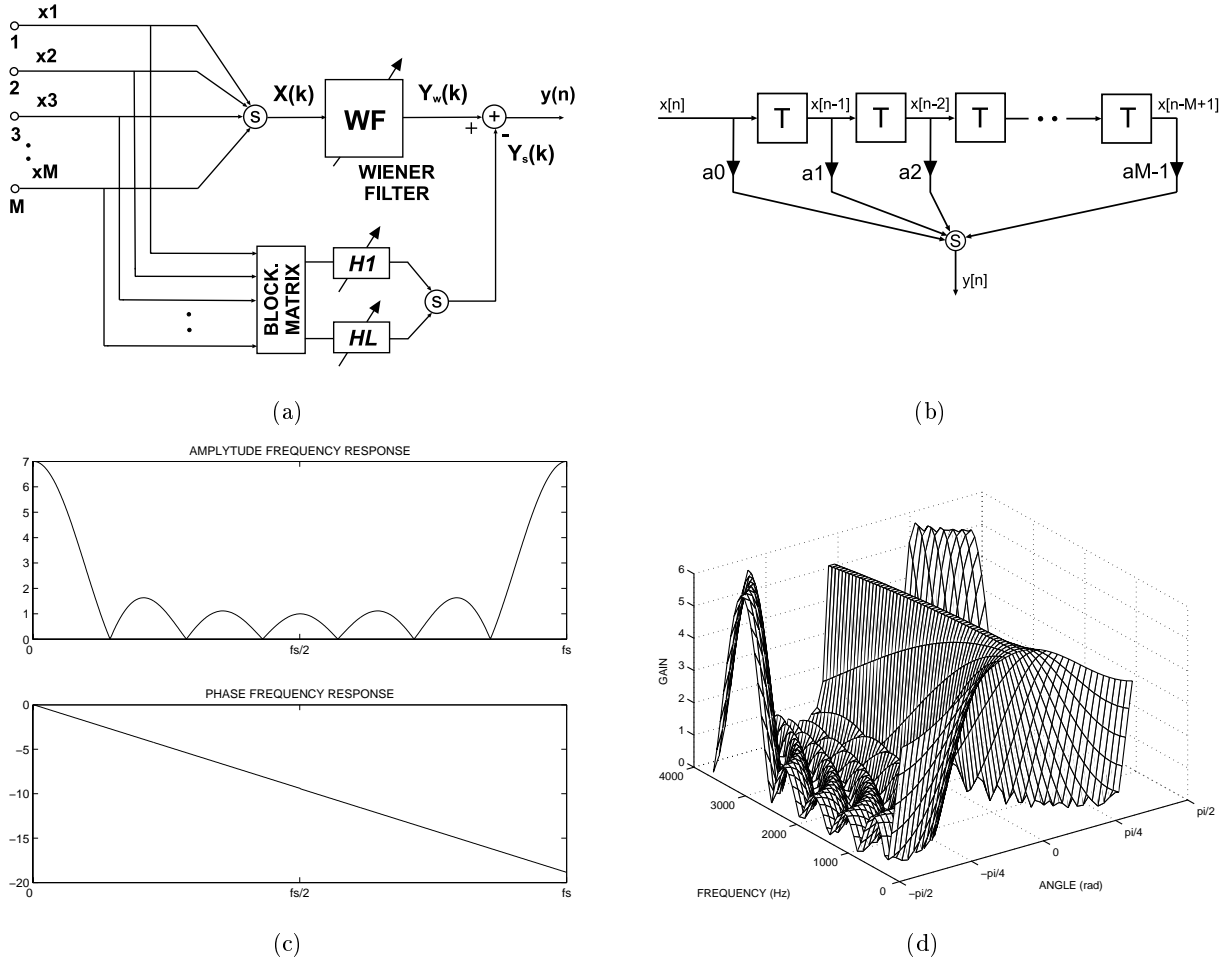 x1
1
x2
2
x3
3
xM
M
S
X(k)
WF
WIENER
FILTER
Yw(k)
+
+
-
Ys(k)
y(n)
BLOCK.
MATRIX
H1
HL
S
(a)
x[n]
T
x[n-1]
T
x[n-2]
T
T
x[n-M+1]
a0
a1
a2
aM-1
S
y[n]
(b)
AMPLYTUDE FREQUENCY RESPONSE
7
6
5
4
3
2
1
0
0
fs/2
fs
PHASE FREQUENCY RESPONSE
0
−5
−10
−15
−20
0
fs/2
fs
(c)
GAIN
6
5
4
3
2
1
0
4000
3000
2000
1000
0
FREQUENCY (Hz)
−pi/2
−pi/4
0
pi/4
pi/2
ANGLE (rad)
(d)